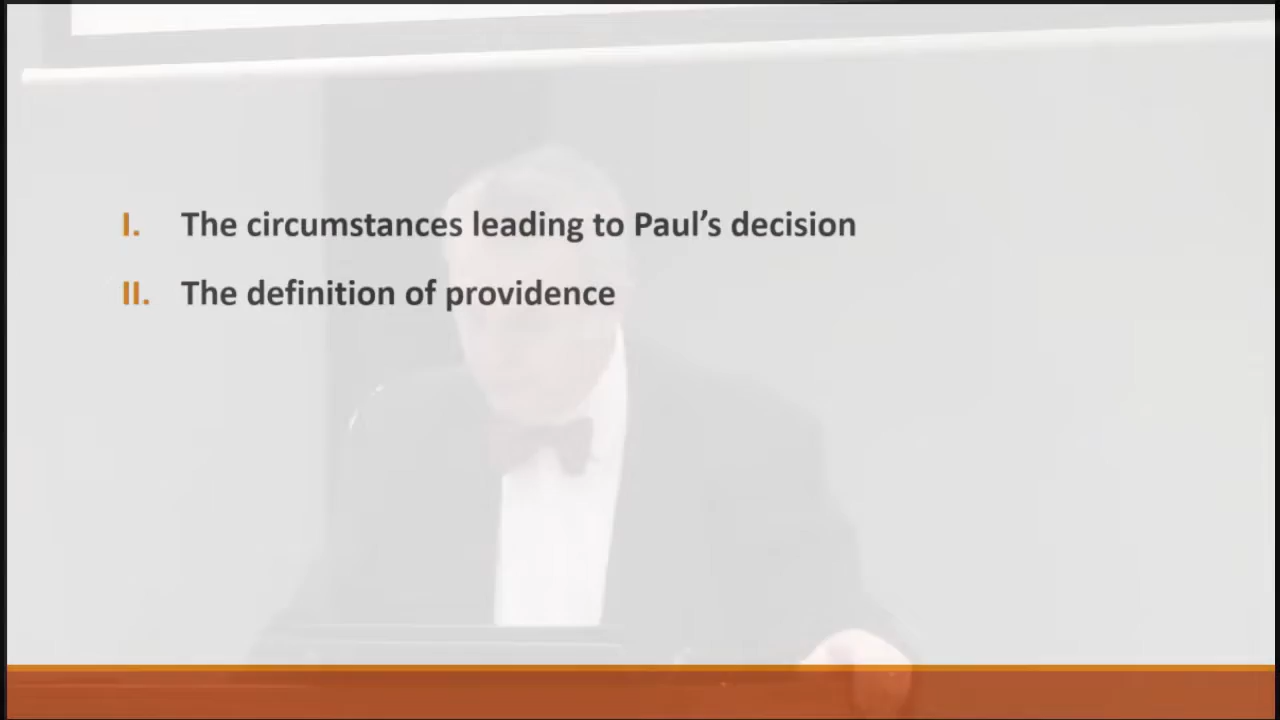 I. The circumstances leading to Paul’s decision
II. The definition of providence